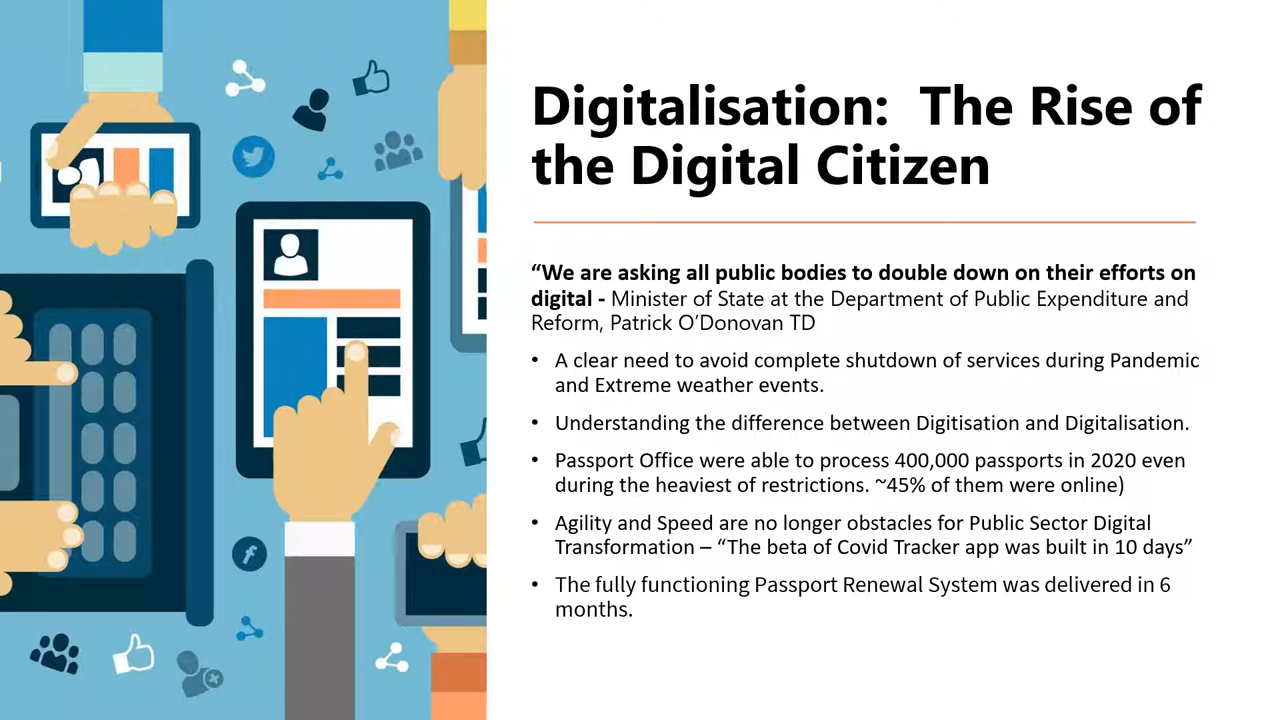 Digitalisation:  The Rise of
the Digital Citizen
“We are asking all public bodies to double down on their efforts on
digital - Minister of State at the Department of Public Expenditure and
Reform, Patrick O’Donovan TD
• A clear need to avoid complete shutdown of services during Pandemic
and Extreme weather events.
• Understanding the difference between Digitisation and Digitalisation.
• Passport Office were able to process 400,000 passports in 2020 even
during the heaviest of restrictions. ~45% of them were online)
• Agility and Speed are no longer obstacles for Public Sector Digital
Transformation – “The beta of Covid Tracker app was built in 10 days”
• The fully functioning Passport Renewal System was delivered in 6
months.